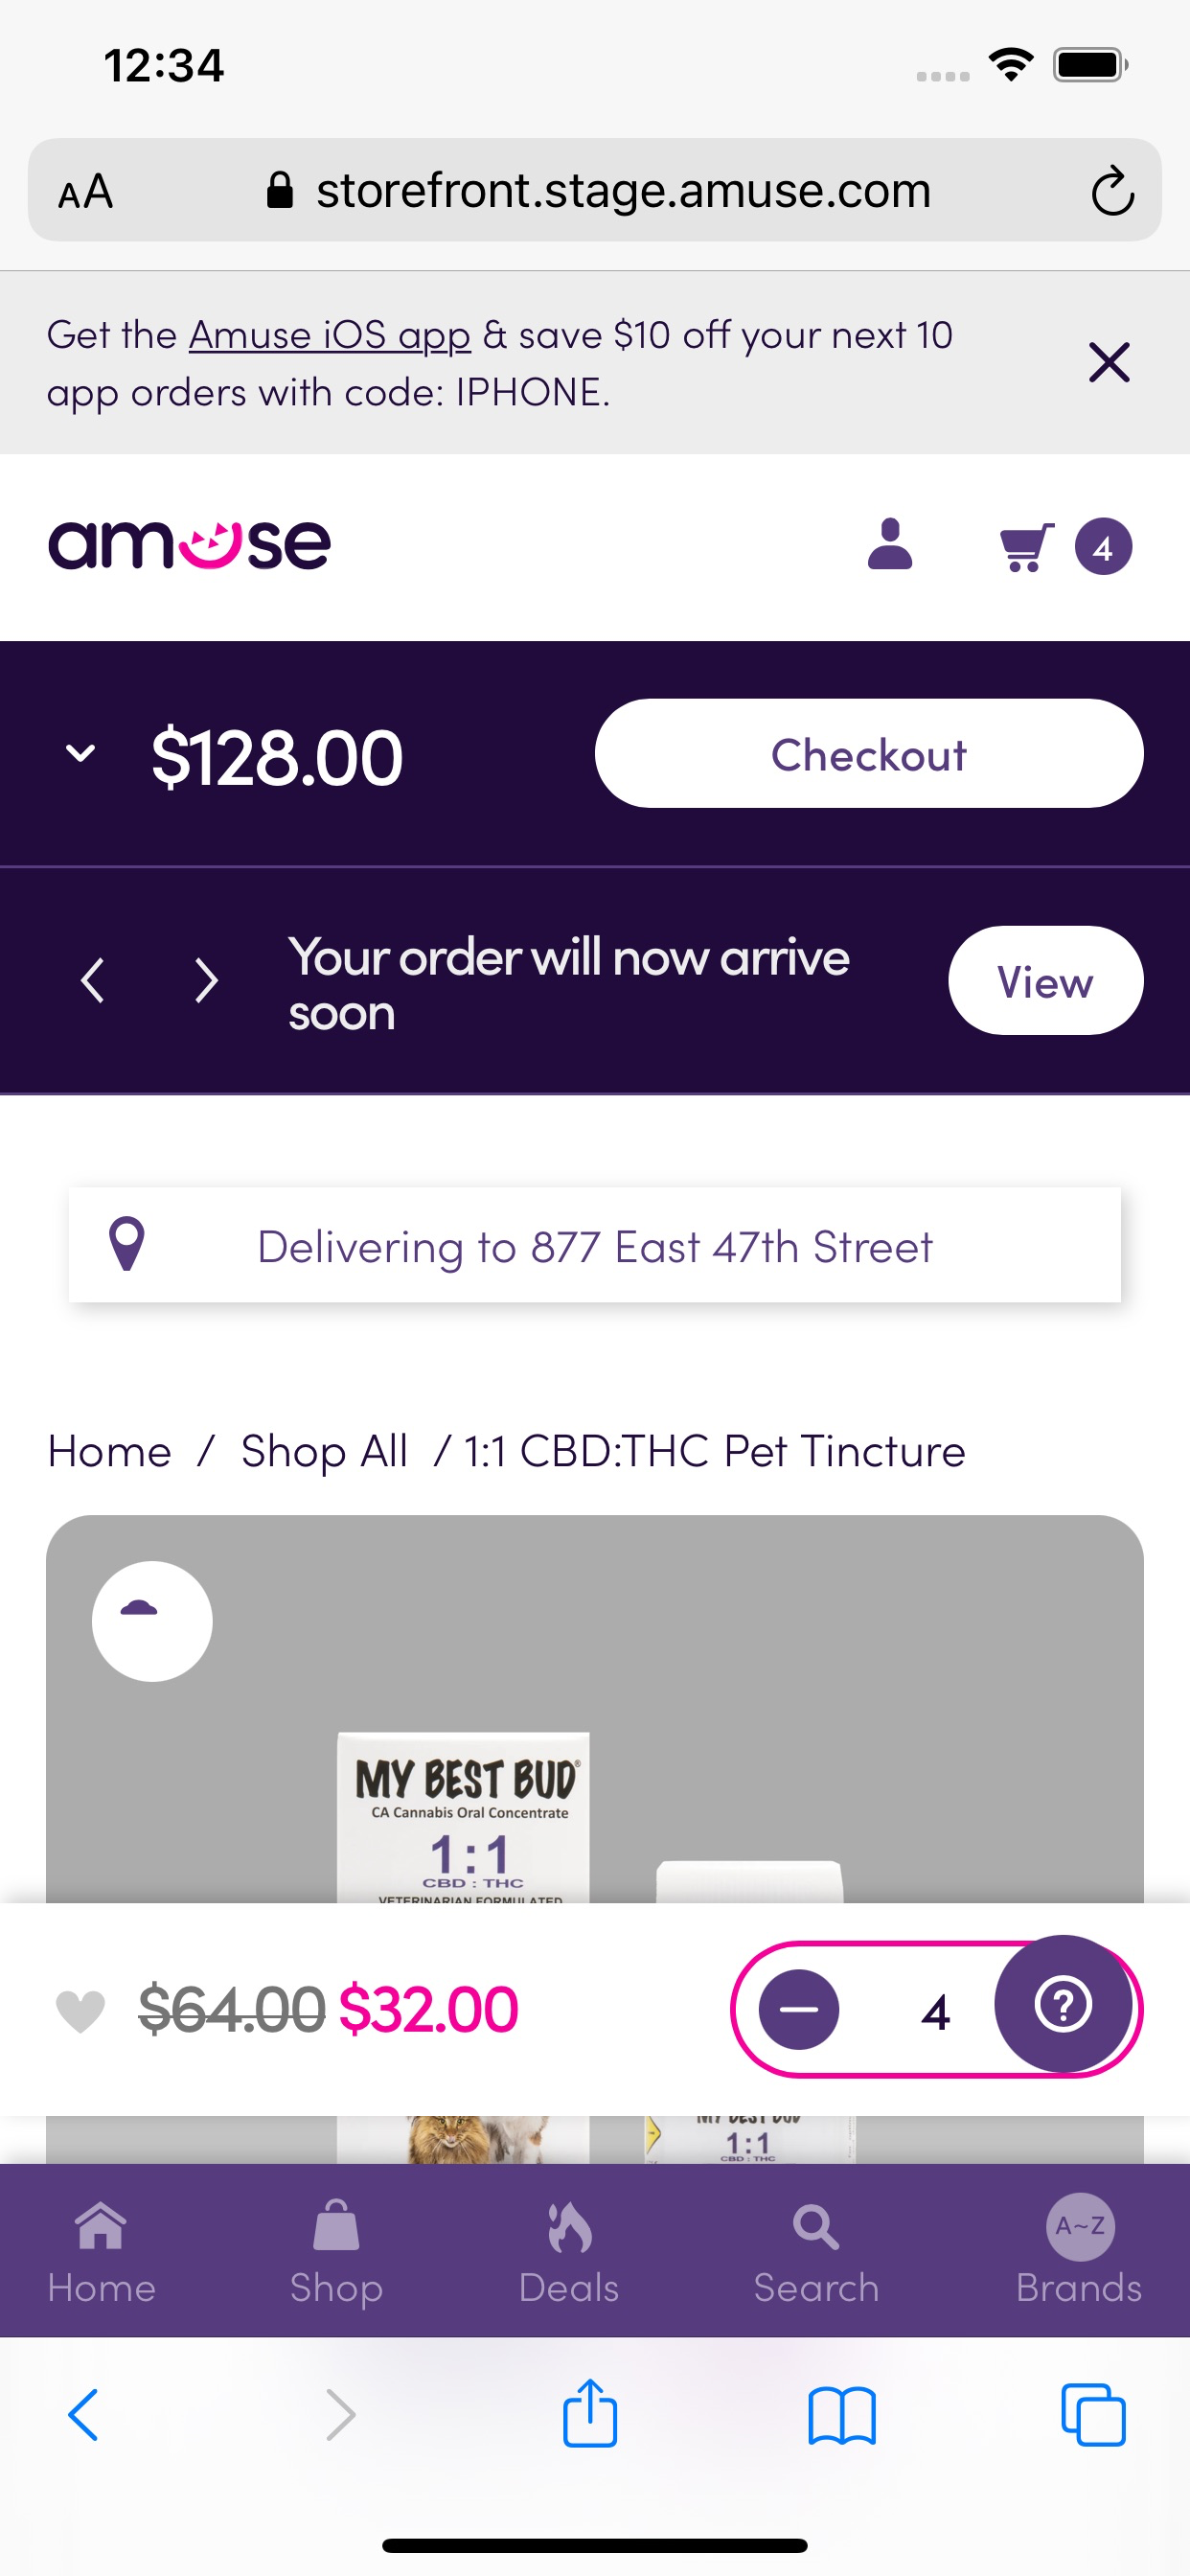 12:34
AA storefront.stage.amuse.com
Get the Amuse iOS app & save $10 off your next 10
app orders with code: IPHONE.
amuse
4
$128.00 Checkout
Your order will now arrive
soon
View
Delivering to 877 East 47th Street
Home / Shop All / 1:1 CBD:THC Pet Tincture
MY BEST BUD®
CA Cannabis Oral Concentrate
1:1
CBD : THC
VETERINARIAN FORMULATED
$64.00 $32.00
4
?
MY BEST BUD
1:1
CBD : THC
A~Z
Home Shop Deals Search Brands